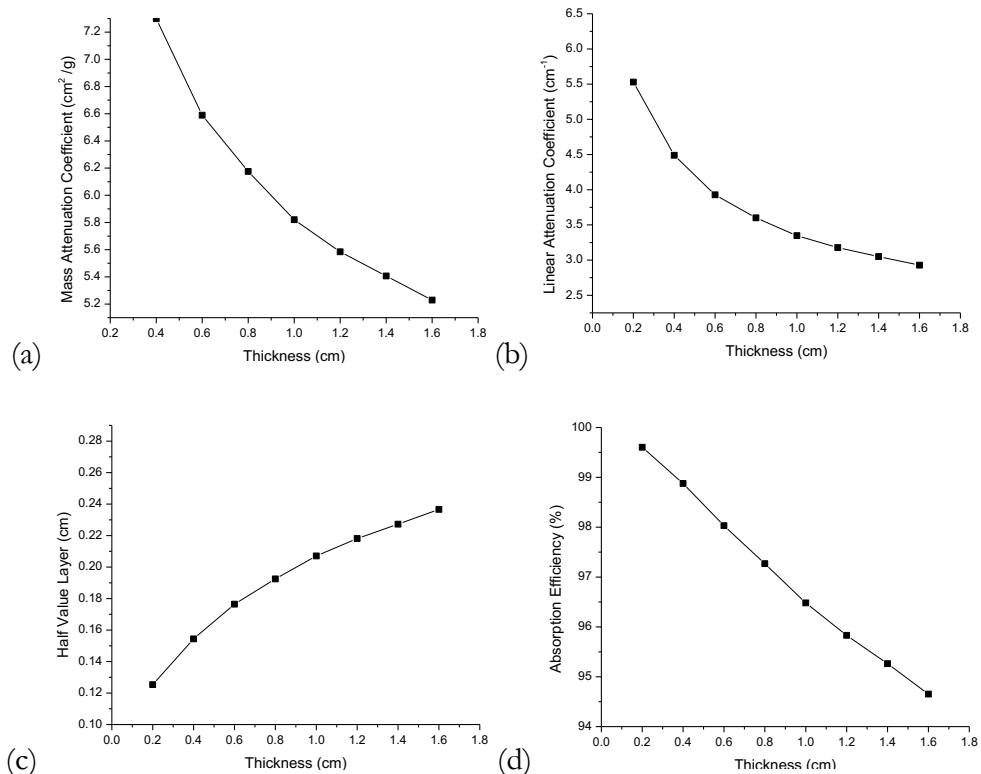 7.2
7.0
6.8
6.6
6.4
6.2
6.0
5.8
5.6
5.4
5.2
Mass Attenuation Coefficient (cm² /g)
0.2 0.4 0.6 0.8 1.0 1.2 1.4 1.6 1.8
Thickness (cm)
(a)
6.5
6.0
5.5
5.0
4.5
4.0
3.5
3.0
2.5
Linear Attenuation Coefficient (cm⁻¹)
0.0 0.2 0.4 0.6 0.8 1.0 1.2 1.4 1.6 1.8
Thickness (cm)
(b)
0.28
0.26
0.24
0.22
0.20
0.18
0.16
0.14
0.12
0.10
Half Value Layer (cm)
0.0 0.2 0.4 0.6 0.8 1.0 1.2 1.4 1.6 1.8
Thickness (cm)
(c)
100
99
98
97
96
95
94
Absorption Efficiency (%)
0.0 0.2 0.4 0.6 0.8 1.0 1.2 1.4 1.6 1.8
Thickness (cm)
(d)